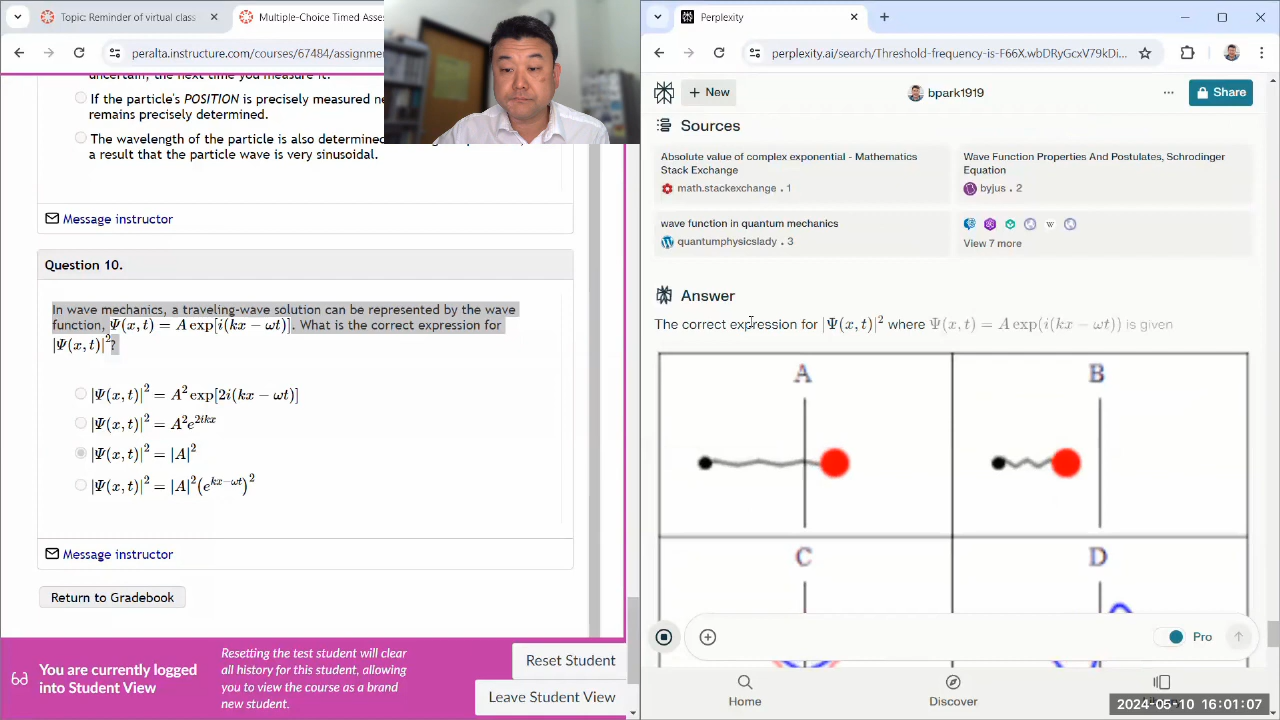 Topic Reminder of virtual class
Multiple-Choice Timed Asse
peralta.instructure.com/courses/67484/assignme
uncertain, the next time you measure it.
If the particle's POSITION is precisely measured ne
remains precisely determined.
The wavelength of the particle is also determined
a result that the particle wave is very sinusoidal.
Message instructor
Question 10.
In wave mechanics, a traveling-wave solution can be represented by the wave
function, Ψ(x, t) = A exp[i(kx − ωt)]. What is the correct expression for
|Ψ(x, t)|²?
|Ψ(x, t)|² = A² exp[2i(kx − ωt)]
|Ψ(x, t)|² = A²e^{2ikx}
|Ψ(x, t)|² = |A|²
|Ψ(x, t)|² = |A|²(e^{kx−ωt})²
Message instructor
Return to Gradebook
You are currently logged
into Student View
Resetting the test student will clear
all history for this student, allowing
you to view the course as a brand
new student.
Reset Student
Leave Student View
Perplexity
perplexity.ai/search/Threshold-frequency-is-F66X.wbDRyGczV79kDi...
New
bpark1919
Share
Sources
Absolute value of complex exponential - Mathematics
Stack Exchange
math.stackexchange . 1
Wave Function Properties And Postulates, Schrodinger
Equation
byjus . 2
wave function in quantum mechanics
quantumphysicslady . 3
View 7 more
Answer
The correct expression for |Ψ(x, t)|² where Ψ(x, t) = A exp(i(kx − ωt)) is given
A
B
C
D
Pro
Home
Discover
2024-05-10 16:01:07